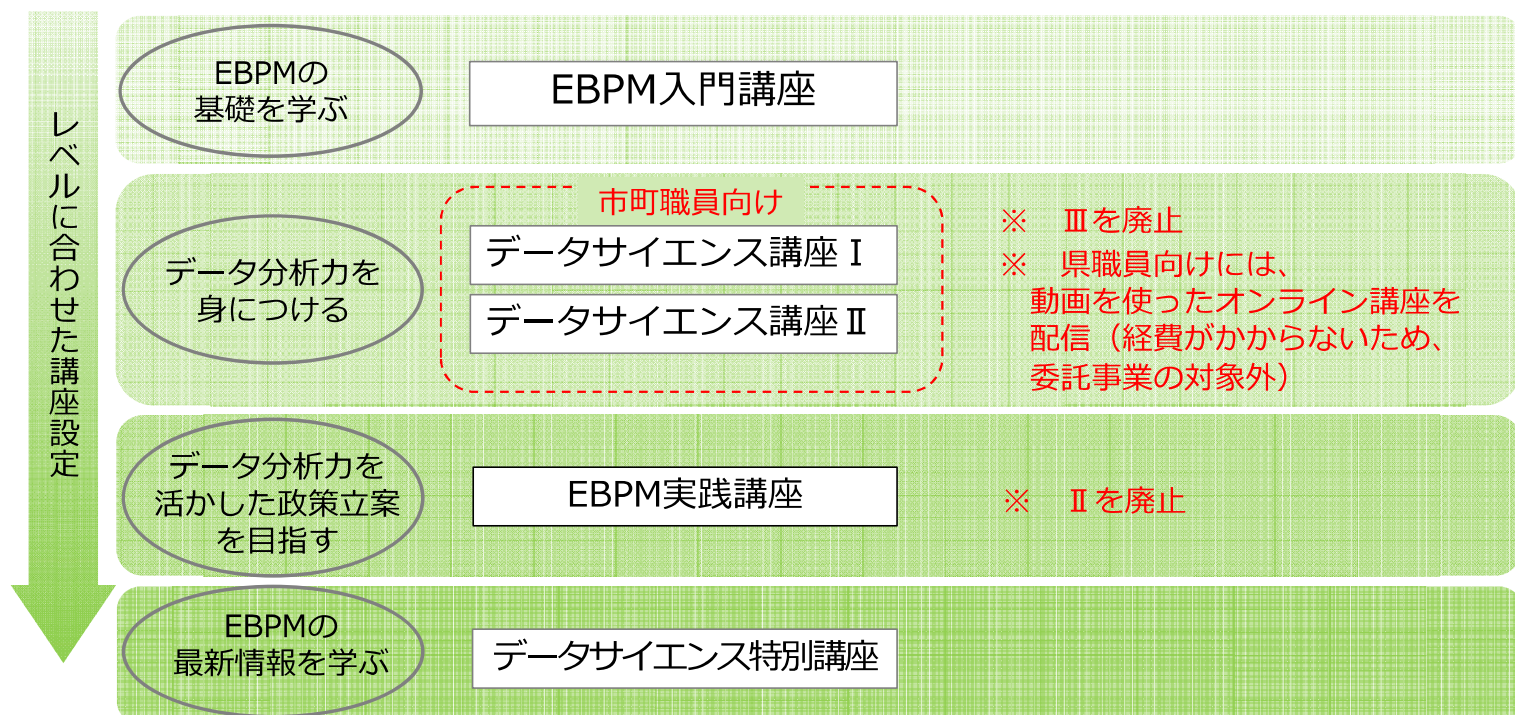 レベルに合わせた講座設定
EBPMの
基礎を学ぶ
EBPM入門講座
データ分析力を
身につける
市町職員向け
データサイエンス講座Ⅰ
データサイエンス講座Ⅱ
※　Ⅲを廃止
※　県職員向けには、
動画を使ったオンライン講座を
配信（経費がかからないため、
委託事業の対象外）
データ分析力を
活かした政策立案
を目指す
EBPM実践講座
※　Ⅱを廃止
EBPMの
最新情報を学ぶ
データサイエンス特別講座